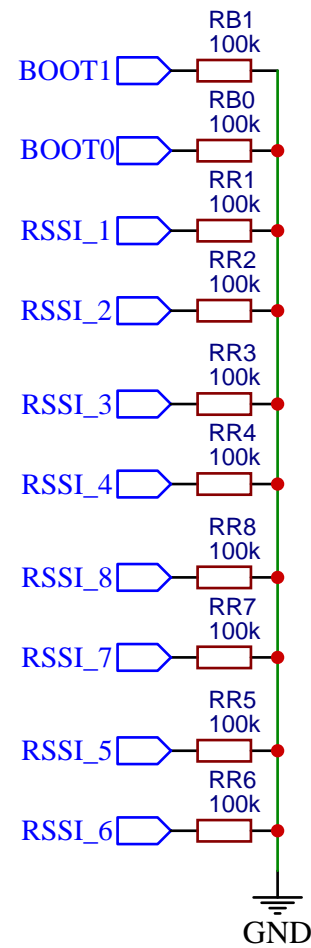 RB1
100k
BOOT1
RB0
100k
BOOT0
RR1
100k
RSSI_1
RR2
100k
RSSI_2
RR3
100k
RSSI_3
RR4
100k
RSSI_4
RR8
100k
RSSI_8
RR7
100k
RSSI_7
RR5
100k
RSSI_5
RR6
100k
RSSI_6
GND